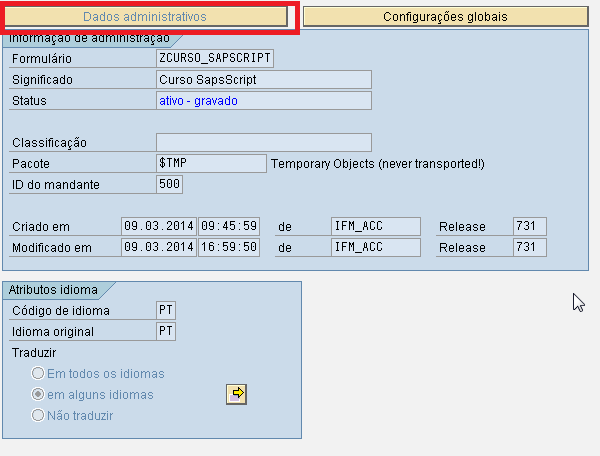 Dados administrativos Configurações globais
Informação de administração
Formulário ZCURSO_SAPSCRIPT
Significado Curso SapsScript
Status ativo - gravado
Classificação
Pacote $TMP Temporary Objects (never transported!)
ID do mandante 500
Criado em 09.03.2014 09:45:59 de IFM_ACC Release 731
Modificado em 09.03.2014 16:59:50 de IFM_ACC Release 731
Atributos idioma
Código de idioma PT
Idioma original PT
Traduzir
Em todos os idiomas
em alguns idiomas
Não traduzir